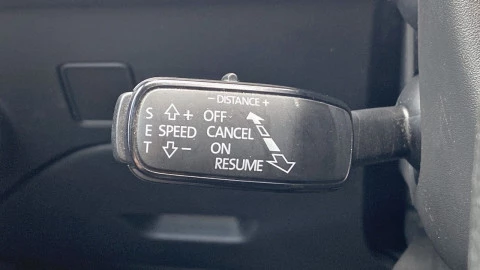 − DISTANCE +
S ⇧ + OFF
E SPEED CANCEL
T ⇩ − ON
RESUME